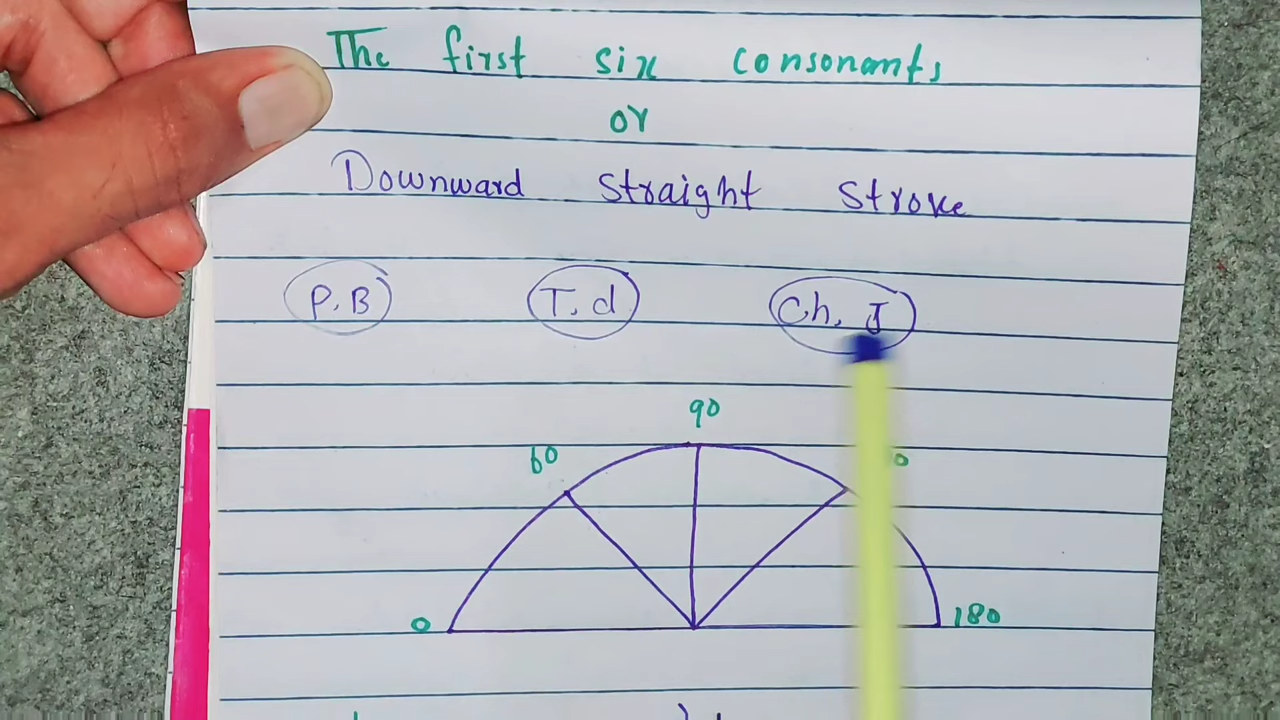 The first six consonants
or
Downward Straight Stroke
P, B T, d Ch, J
90
60
0 180